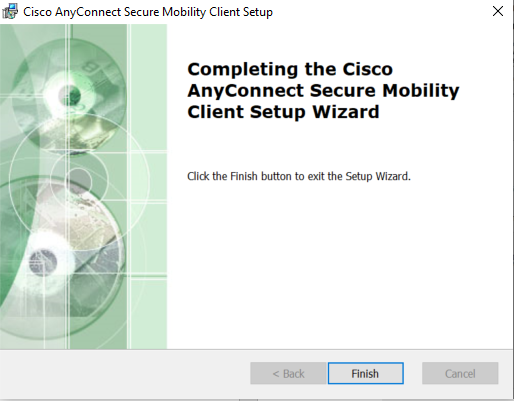 Cisco AnyConnect Secure Mobility Client Setup
Completing the Cisco
AnyConnect Secure Mobility
Client Setup Wizard
Click the Finish button to exit the Setup Wizard.
< Back
Finish
Cancel